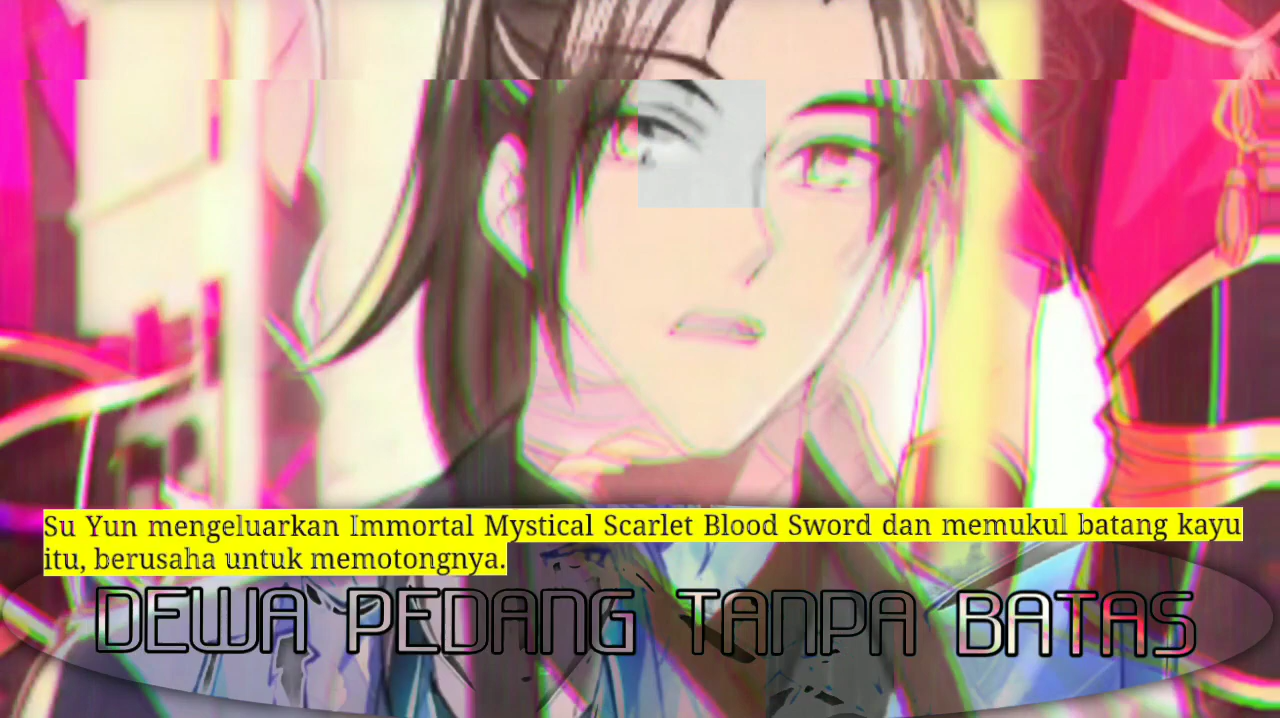 Su Yun mengeluarkan Immortal Mystical Scarlet Blood Sword dan memukul batang kayu
itu, berusaha untuk memotongnya.
DEWA PEDANG TANPA BATAS